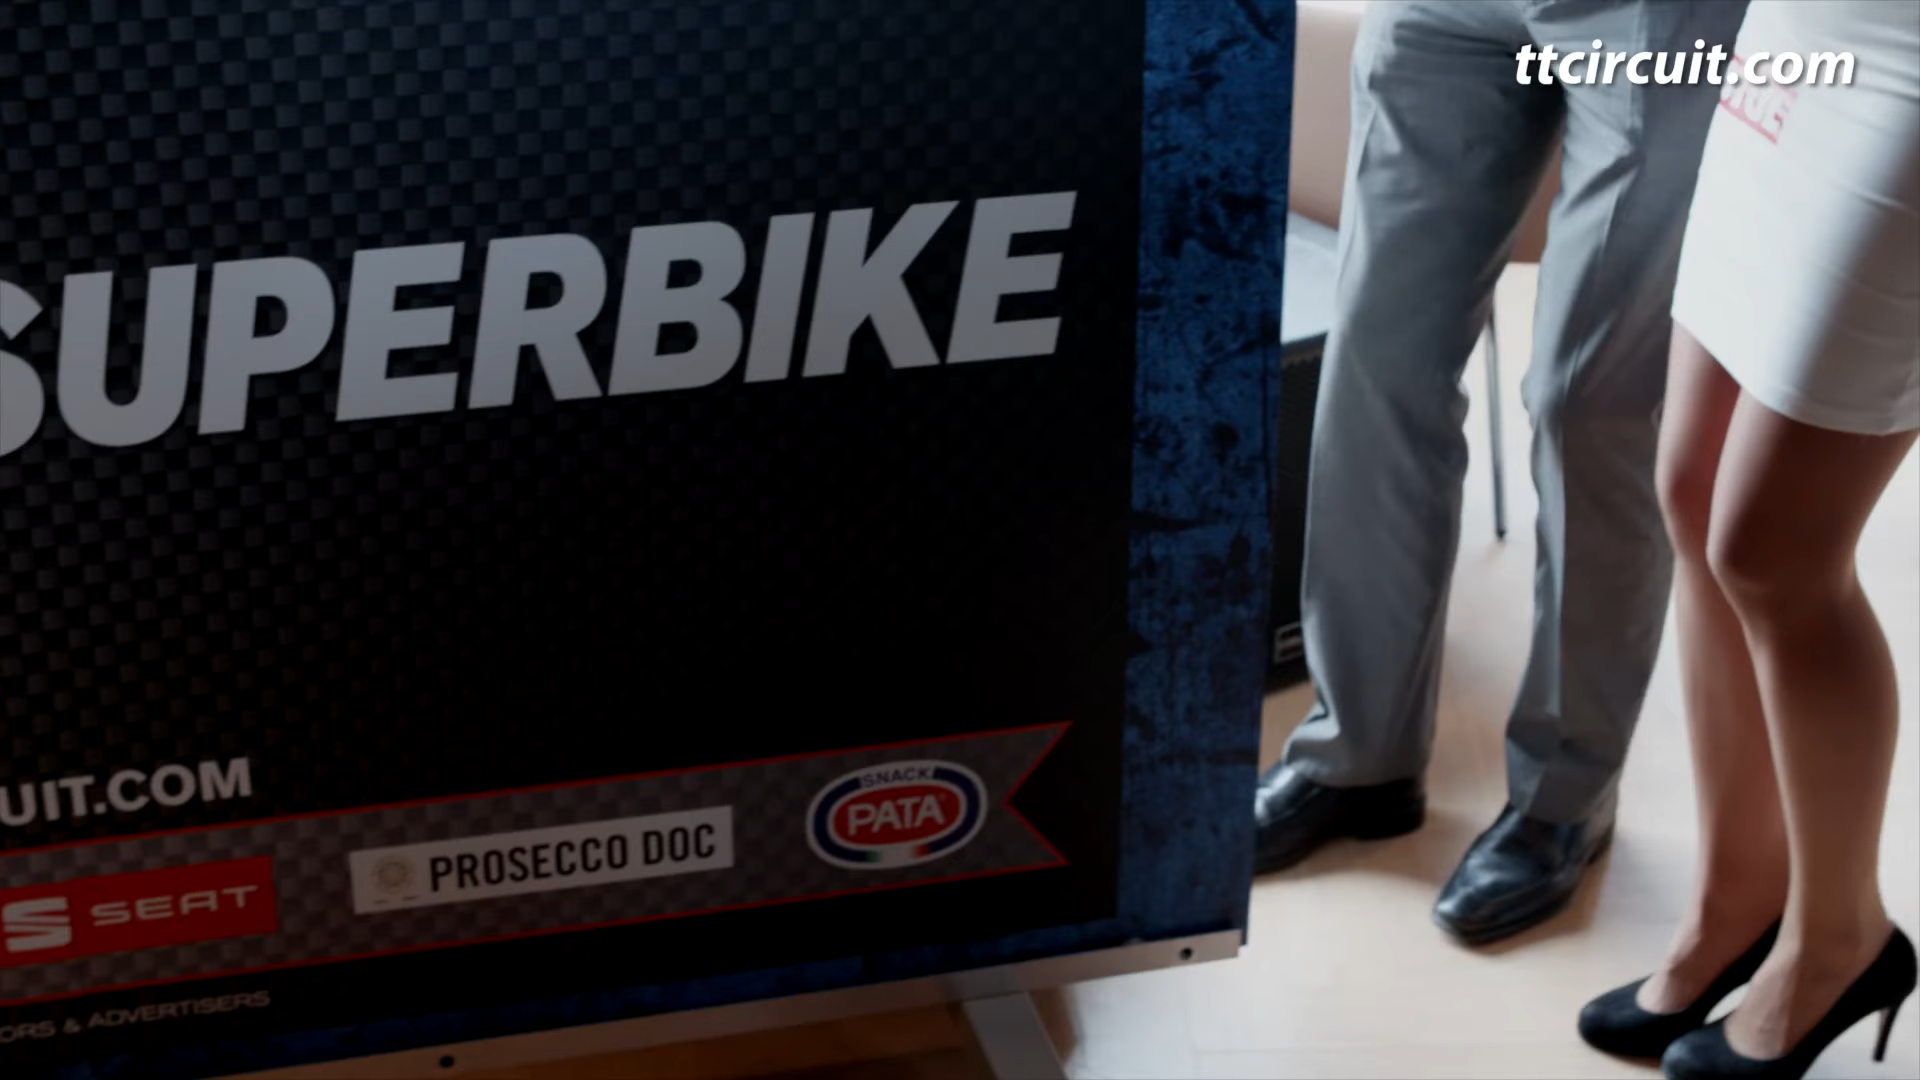 ttcircuit.com
SUPERBIKE
UIT.COM
SEAT
PROSECCO DOC
SNACK
PATA
ORS & ADVERTISERS